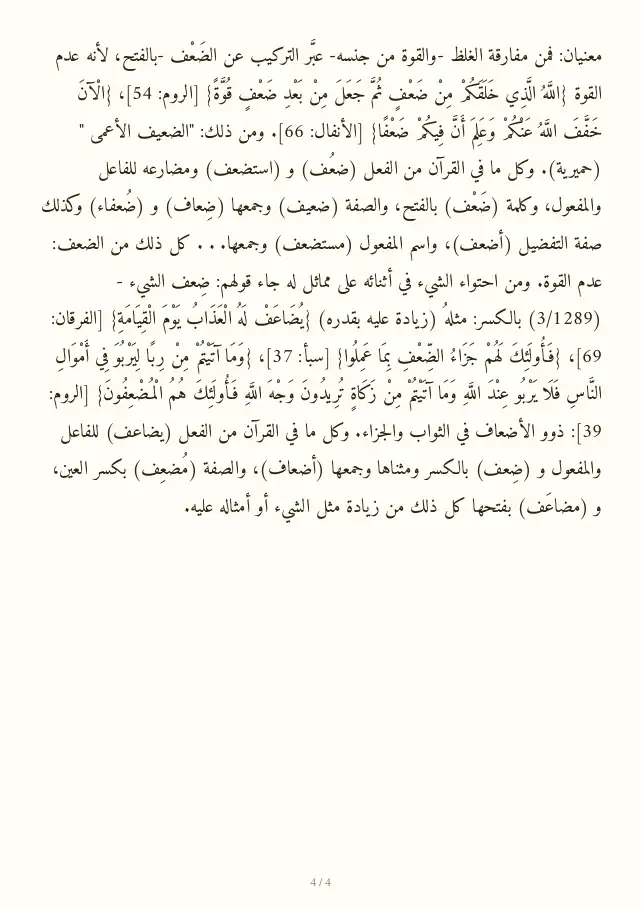 معنيان: فمن مفارقة الغلظ -والقوة من جنسه- عبَّر التركيب عن الضَعْف -بالفتح، لأنه عدم
القوة {اللَّهُ الَّذِي خَلَقَكُمْ مِنْ ضَعْفٍ ثُمَّ جَعَلَ مِنْ بَعْدِ ضَعْفٍ قُوَّةً} [الروم: 54]، {الْآنَ
خَفَّفَ اللَّهُ عَنْكُمْ وَعَلِمَ أَنَّ فِيكُمْ ضَعْفًا} [الأنفال: 66]. ومن ذلك: "الضعيف الأعمى "
(حميرية). وكل ما في القرآن من الفعل (ضعُف) و (استضعف) ومضارعه للفاعل
والمفعول، وكلمة (ضَعْف) بالفتح، والصفة (ضعيف) وجمعها (ضِعاف) و (ضُعفاء) وكذلك
صفة التفضيل (أضعف)، واسم المفعول (مستضعف) وجمعها. . . كل ذلك من الضعف:
عدم القوة. ومن احتواء الشيء في أثنائه على مماثل له جاء قولهم: ضِعف الشيء -
(3/1289) بالكسر: مثلهُ (زيادة عليه بقدره) {يُضَاعَفْ لَهُ الْعَذَابُ يَوْمَ الْقِيَامَةِ} [الفرقان:
69]، {فَأُولَئِكَ لَهُمْ جَزَاءُ الضِّعْفِ بِمَا عَمِلُوا} [سبأ: 37]، {وَمَا آتَيْتُمْ مِنْ رِبًا لِيَرْبُوَ فِي أَمْوَالِ
النَّاسِ فَلَا يَرْبُو عِنْدَ اللَّهِ وَمَا آتَيْتُمْ مِنْ زَكَاةٍ تُرِيدُونَ وَجْهَ اللَّهِ فَأُولَئِكَ هُمُ الْمُضْعِفُونَ} [الروم:
39]: ذوو الأضعاف في الثواب والجزاء. وكل ما في القرآن من الفعل (يضاعف) للفاعل
والمفعول و (ضِعف) بالكسر ومثناها وجمعها (أضعاف)، والصفة (مُضعِف) بكسر العين،
و (مضاعَف) بفتحها كل ذلك من زيادة مثل الشيء أو أمثاله عليه.
4 / 4